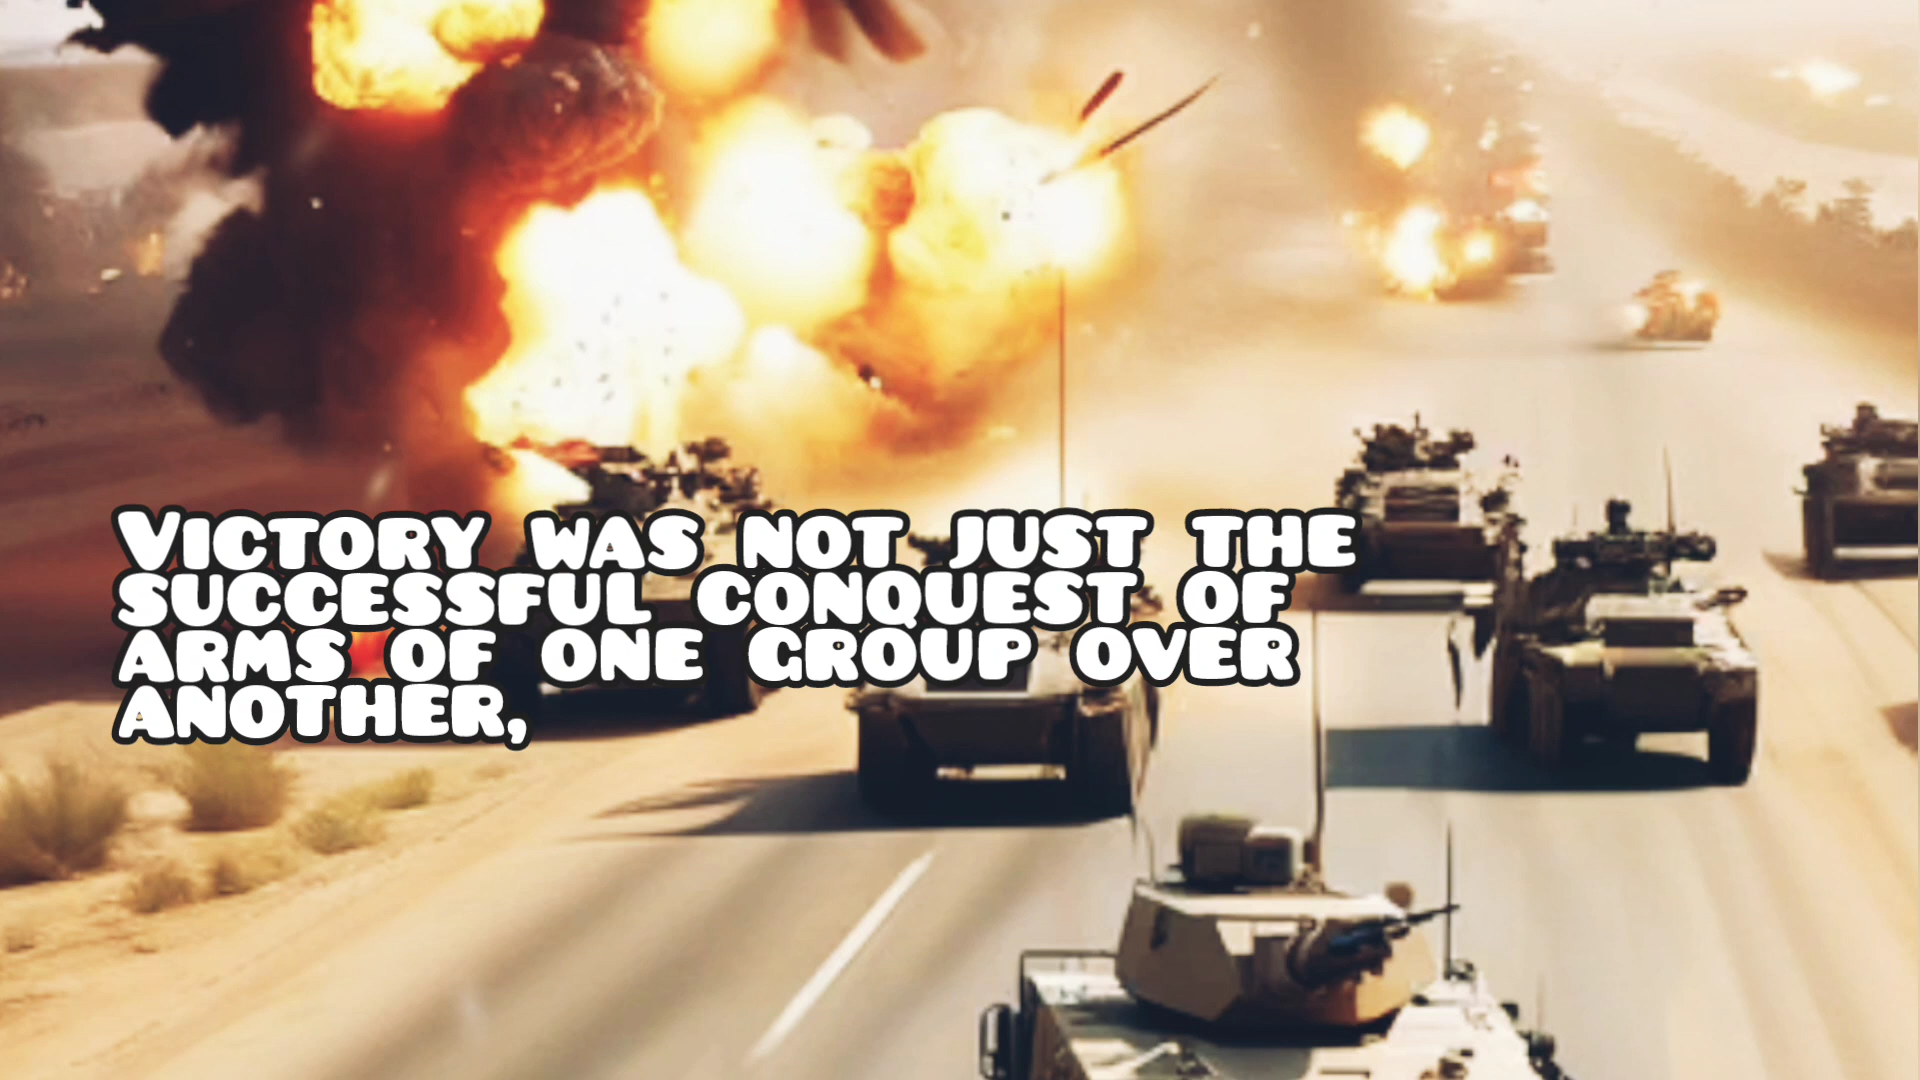 Victory was not just the
successful conquest of
arms of one group over
another,